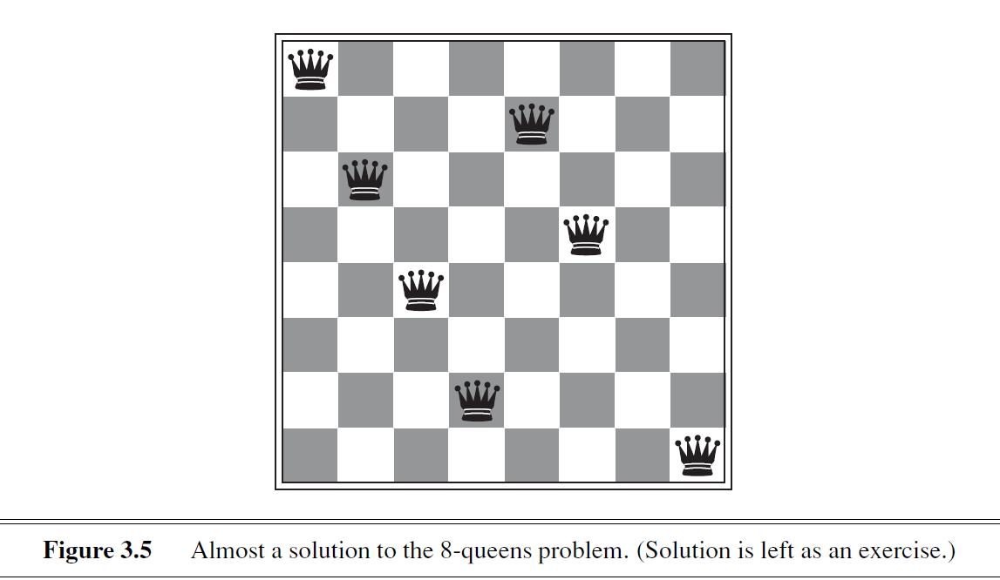 Figure 3.5 Almost a solution to the 8-queens problem. (Solution is left as an exercise.)